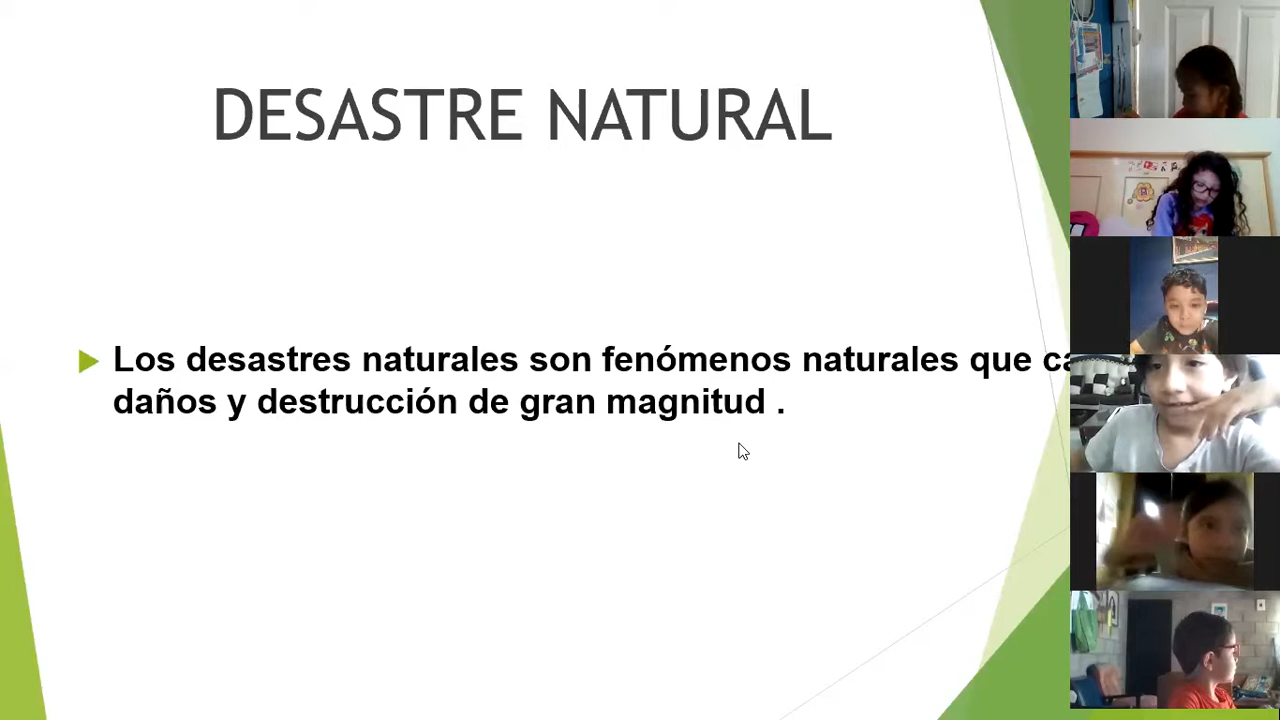 DESASTRE NATURAL
Los desastres naturales son fenómenos naturales que
daños y destrucción de gran magnitud .